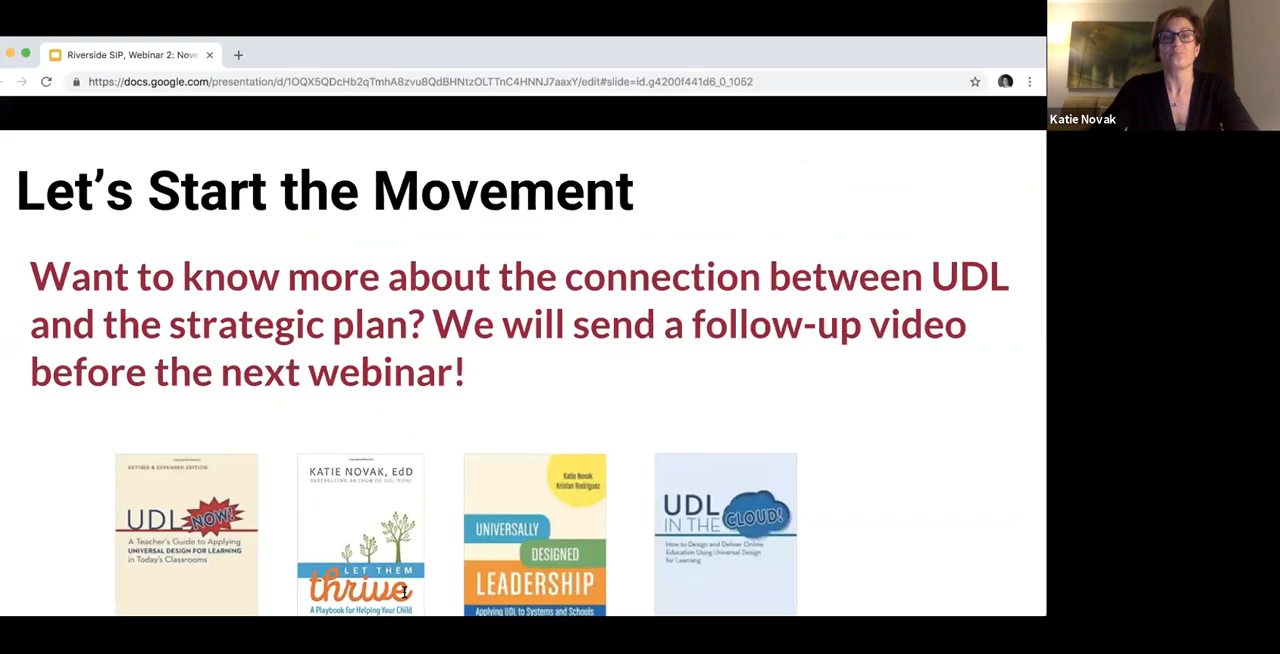 Riverside SIP, Webinar 2: Nov
https://docs.google.com/presentation/d/1OQX5QDcHb2qTmhA8zvu8QdBHNtzOLTTnC4HNNJ7aaxY/edit#slide=id.g4200f441d6_0_1052
Katie Novak
Let's Start the Movement
Want to know more about the connection between UDL
and the strategic plan? We will send a follow-up video
before the next webinar!
REVISED & EXPANDED EDITION
UDL NOW!
A Teacher's Guide to Applying
UNIVERSAL DESIGN FOR LEARNING
in Today's Classrooms
KATIE NOVAK, EdD
BESTSELLING AUTHOR OF UDL NOW!
LET THEM
thrive
A Playbook for Helping Your Child
Katie Novak
Kristan Rodriguez
UNIVERSALLY
DESIGNED
LEADERSHIP
Applying UDL to Systems and Schools
UDL
IN THE CLOUD!
How to Design and Deliver Online
Education Using Universal Design
for Learning